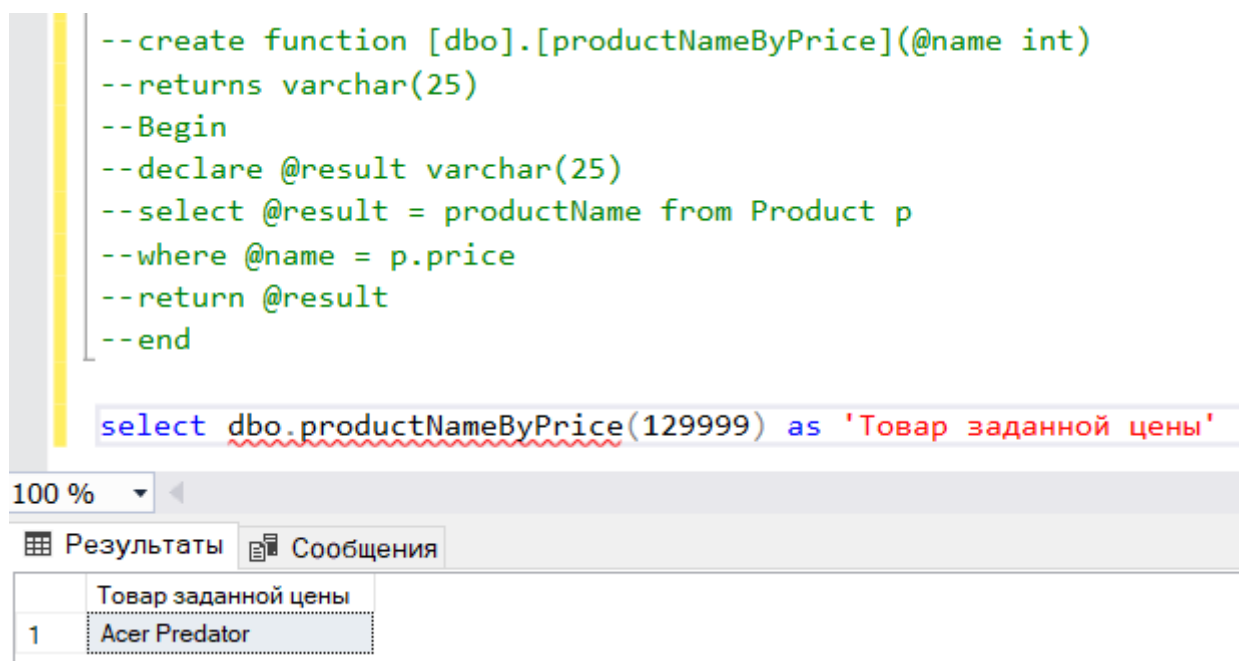 --create function [dbo].[productNameByPrice](@name int)
--returns varchar(25)
--Begin
--declare @result varchar(25)
--select @result = productName from Product p
--where @name = p.price
--return @result
--end
select dbo.productNameByPrice(129999) as 'Товар заданной цены'
100 %
Результаты Сообщения
Товар заданной цены
1 Acer Predator